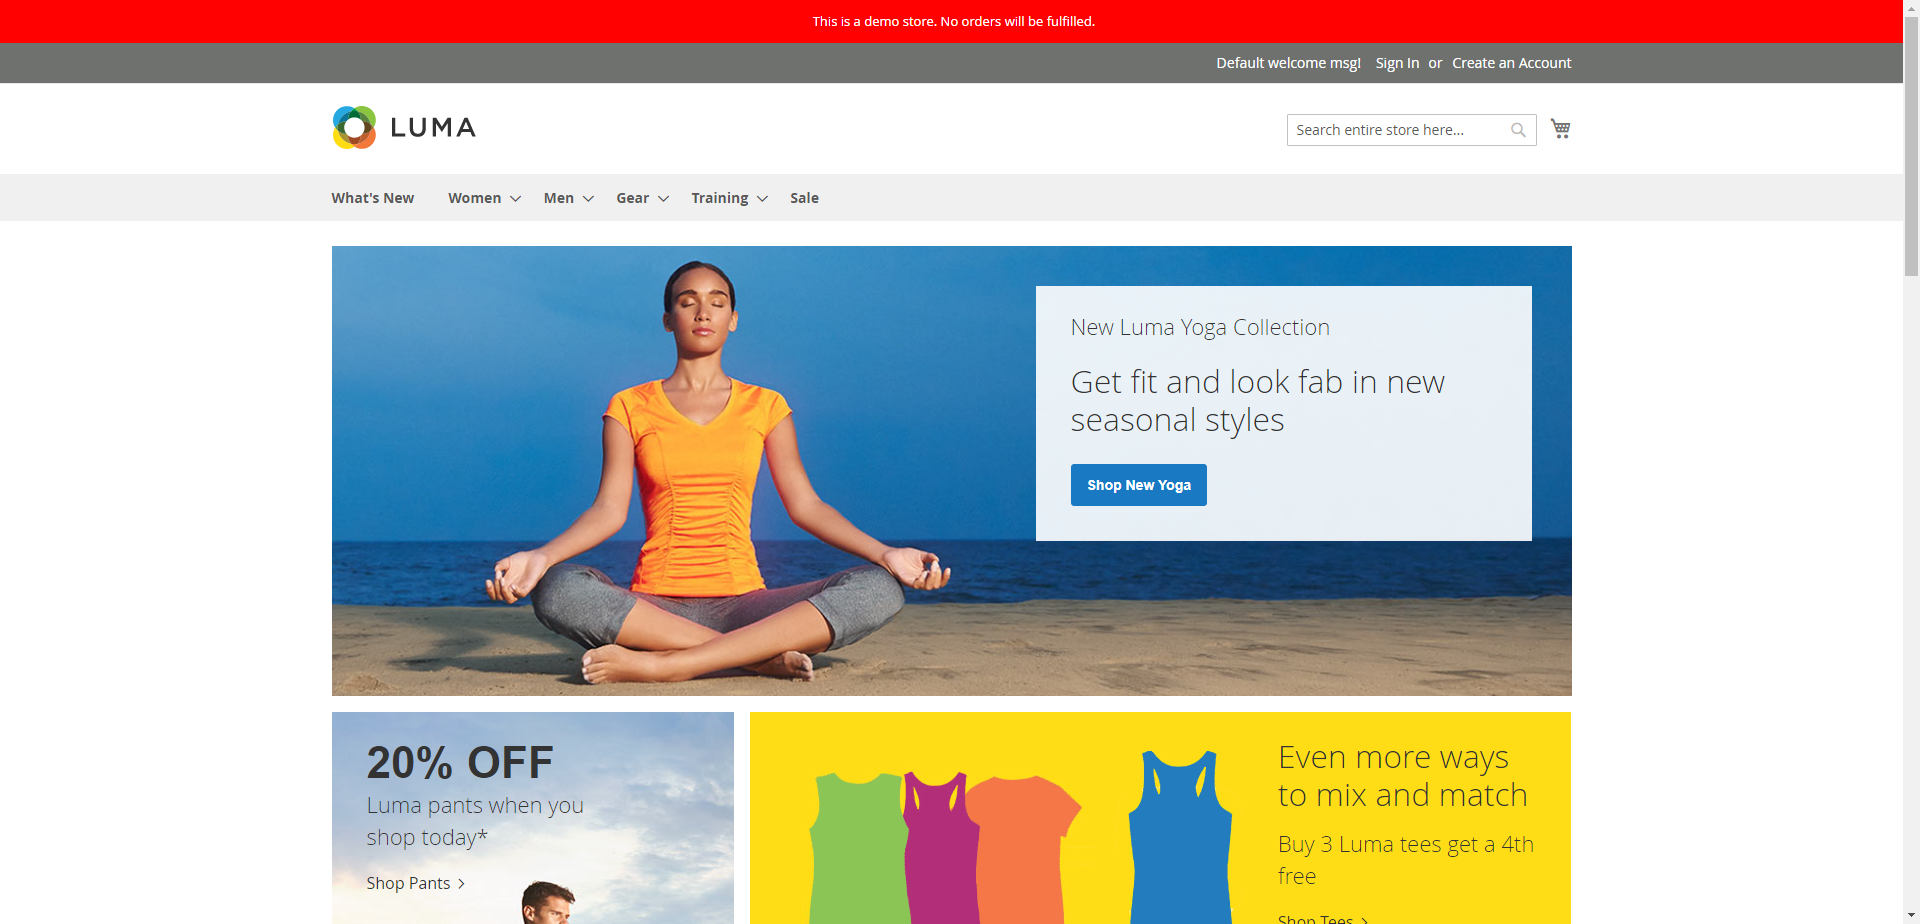 This is a demo store. No orders will be fulfilled.
Default welcome msg! Sign In or Create an Account
LUMA
Search entire store here...
What's New Women Men Gear Training Sale
New Luma Yoga Collection
Get fit and look fab in new
seasonal styles
Shop New Yoga
20% OFF
Luma pants when you
shop today*
Shop Pants
Even more ways
to mix and match
Buy 3 Luma tees get a 4th
free
Shop Tees